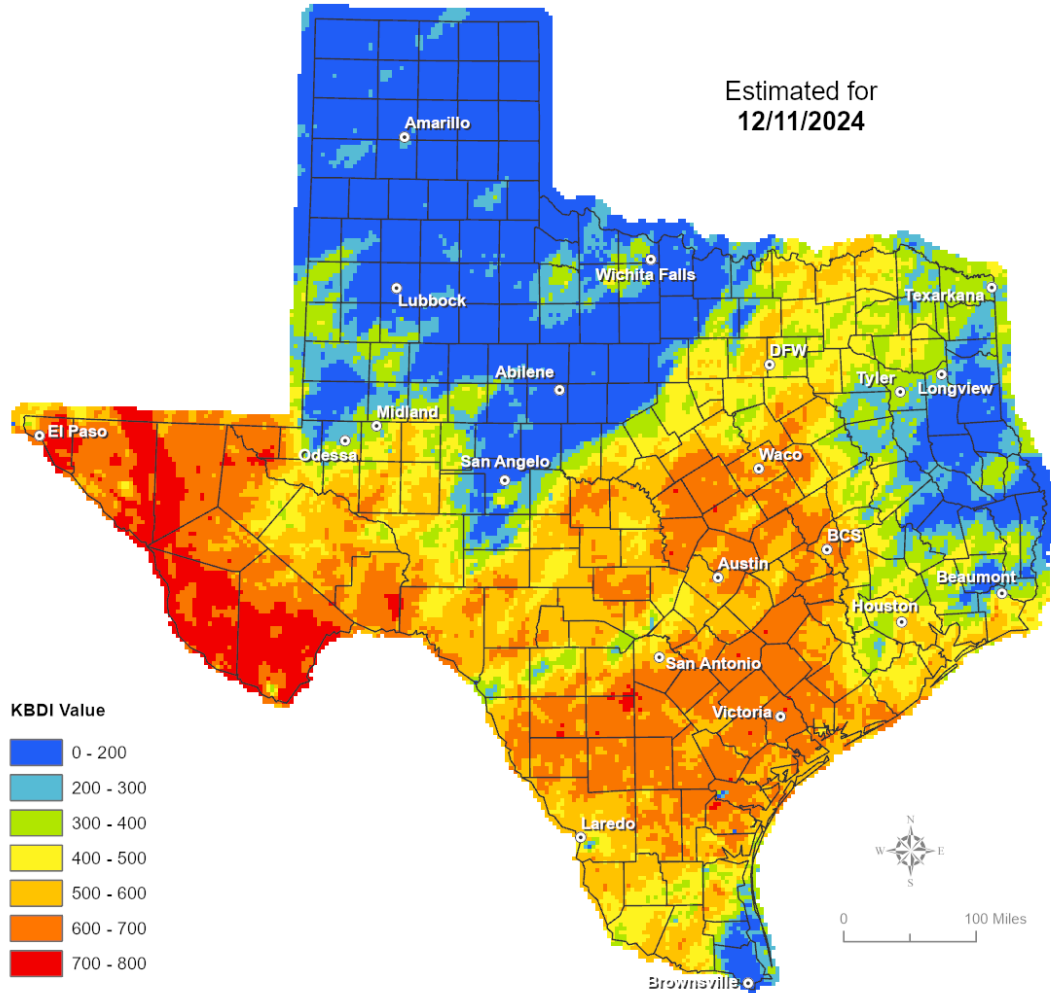 Estimated for
12/11/2024
Amarillo
Wichita Falls
Lubbock
Texarkana
DFW
Abilene
Tyler
Longview
Midland
El Paso
Odessa
San Angelo
Waco
BCS
Austin
Beaumont
Houston
San Antonio
Victoria
Laredo
Brownsville
KBDI Value
0 - 200
200 - 300
300 - 400
400 - 500
500 - 600
600 - 700
700 - 800
N
W E
S
0 100 Miles